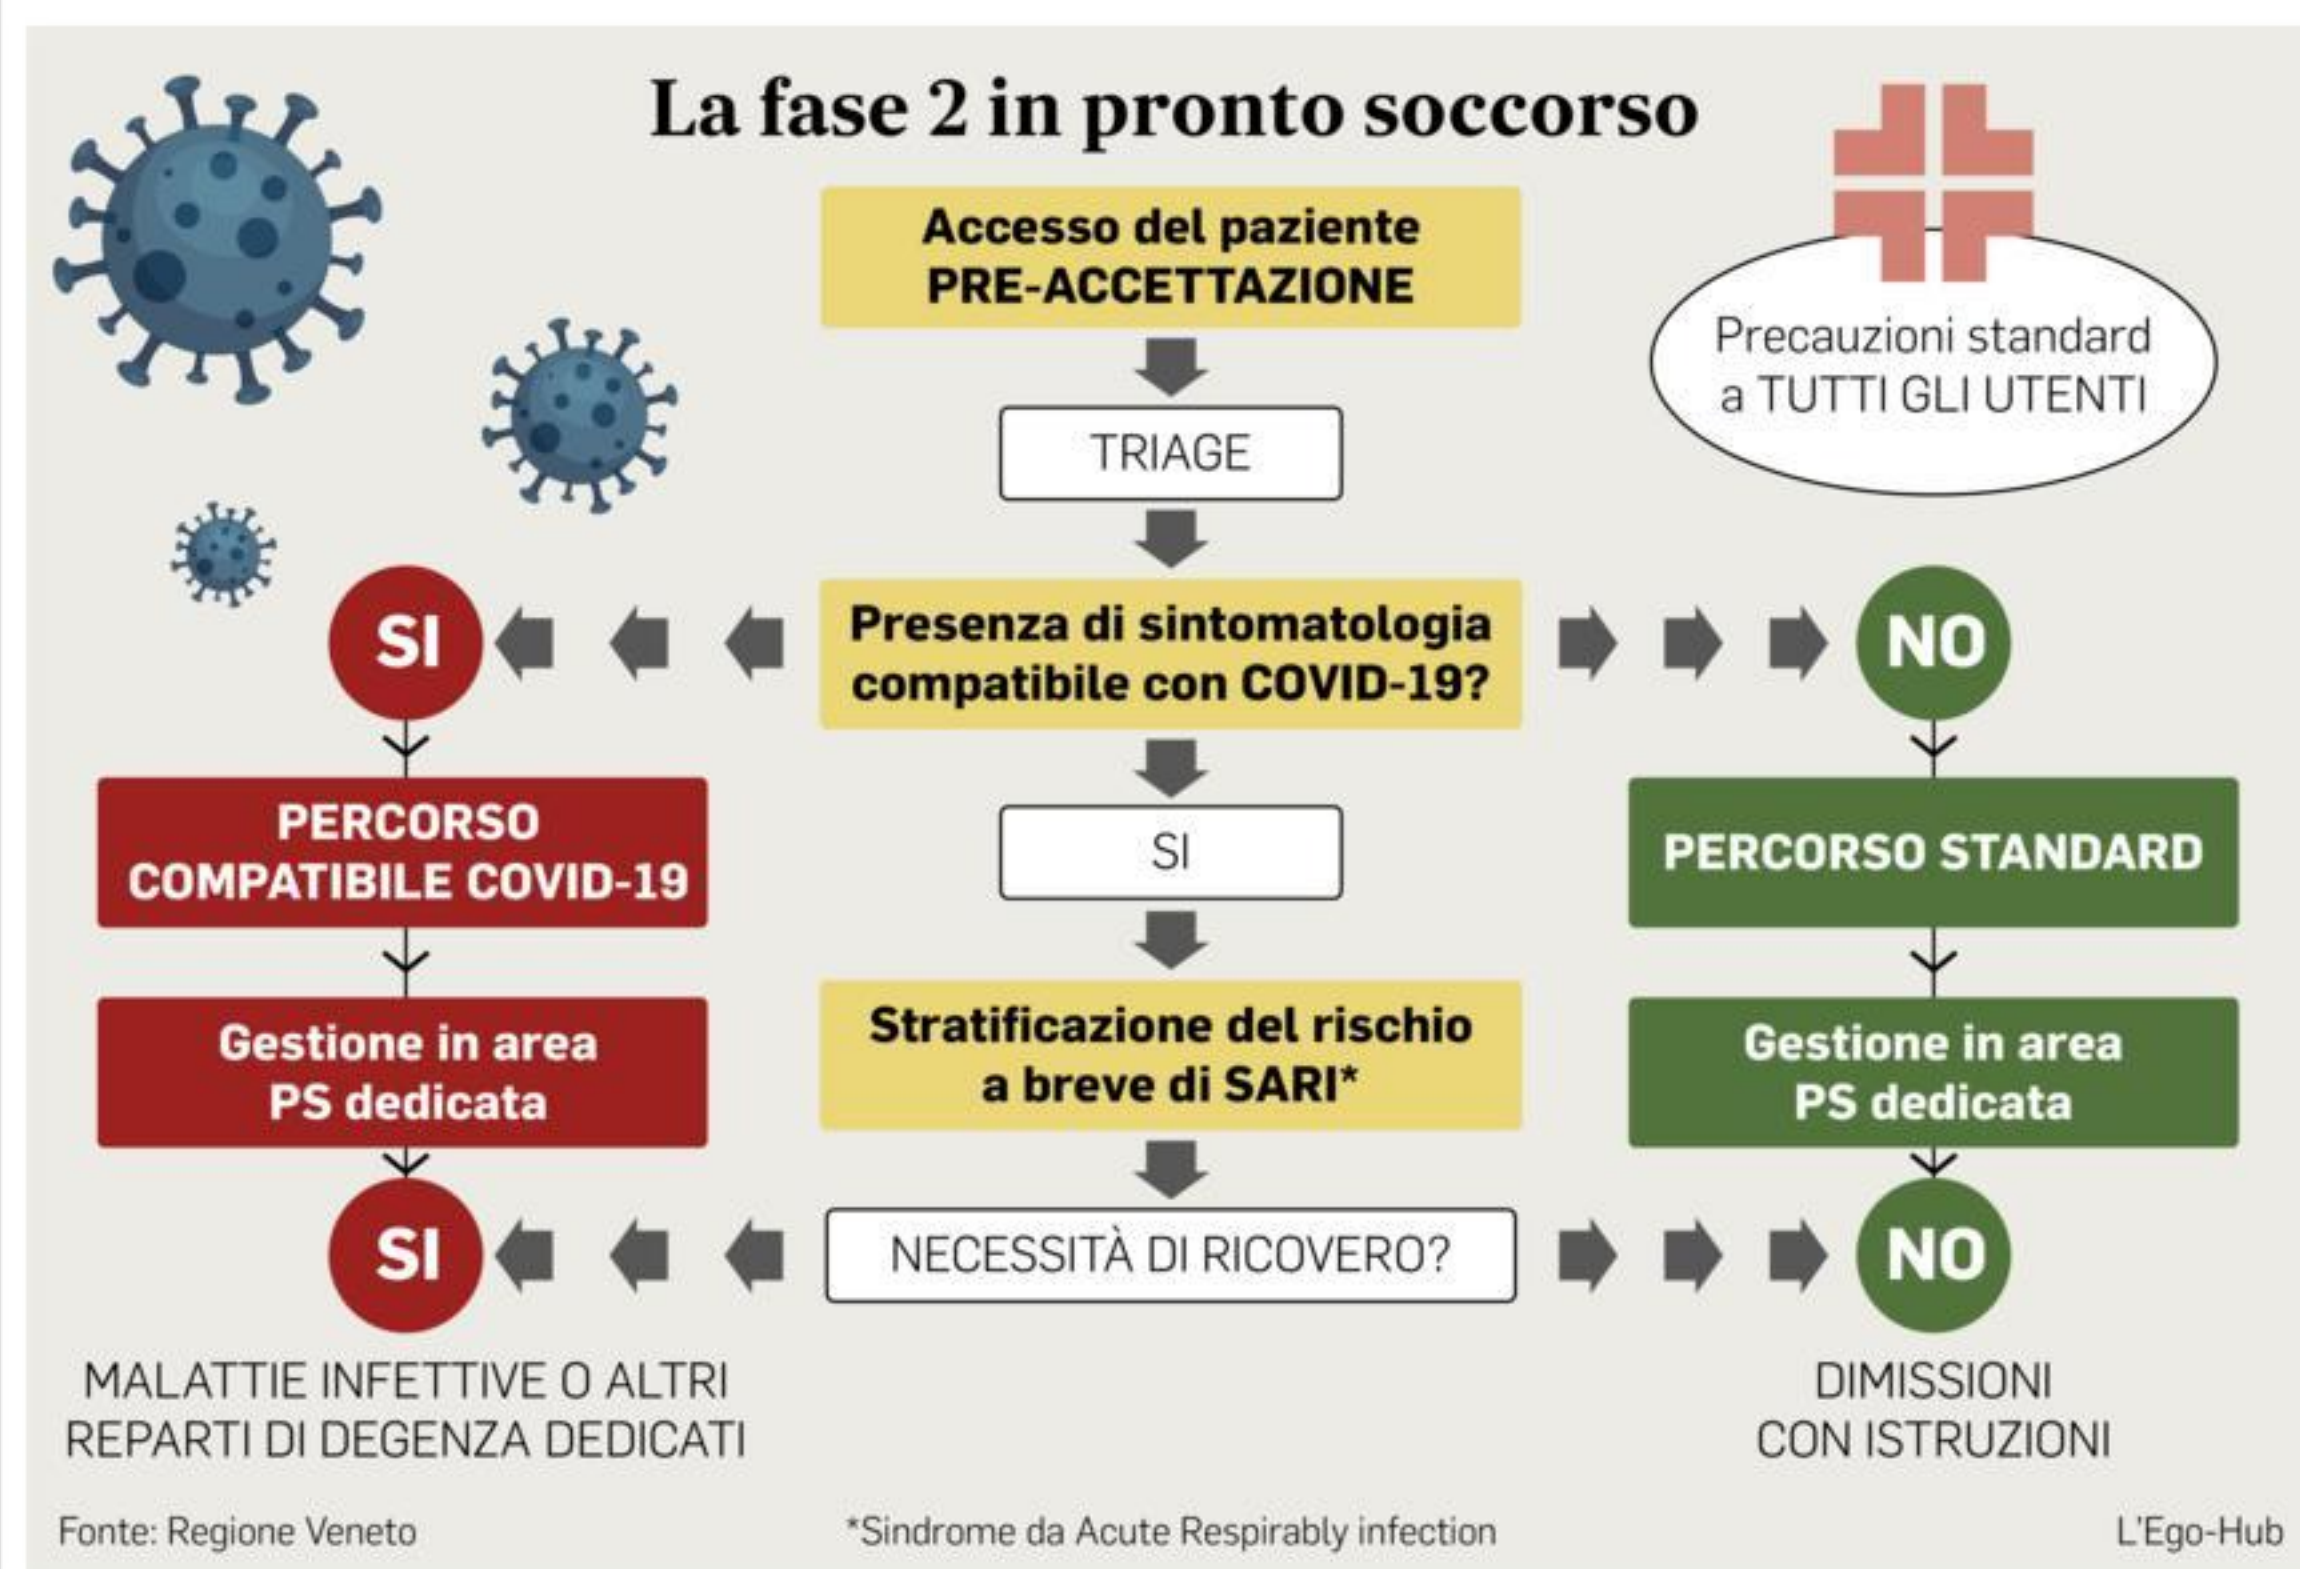 La fase 2 in pronto soccorso
Accesso del paziente
PRE-ACCETTAZIONE
Precauzioni standard
a TUTTI GLI UTENTI
TRIAGE
SI
Presenza di sintomatologia
compatibile con COVID-19?
NO
PERCORSO
COMPATIBILE COVID-19
SI
PERCORSO STANDARD
Gestione in area
PS dedicata
Stratificazione del rischio
a breve di SARI*
Gestione in area
PS dedicata
SI
NECESSITÀ DI RICOVERO?
NO
MALATTIE INFETTIVE O ALTRI
REPARTI DI DEGENZA DEDICATI
DIMISSIONI
CON ISTRUZIONI
Fonte: Regione Veneto
*Sindrome da Acute Respirably infection
L'Ego-Hub